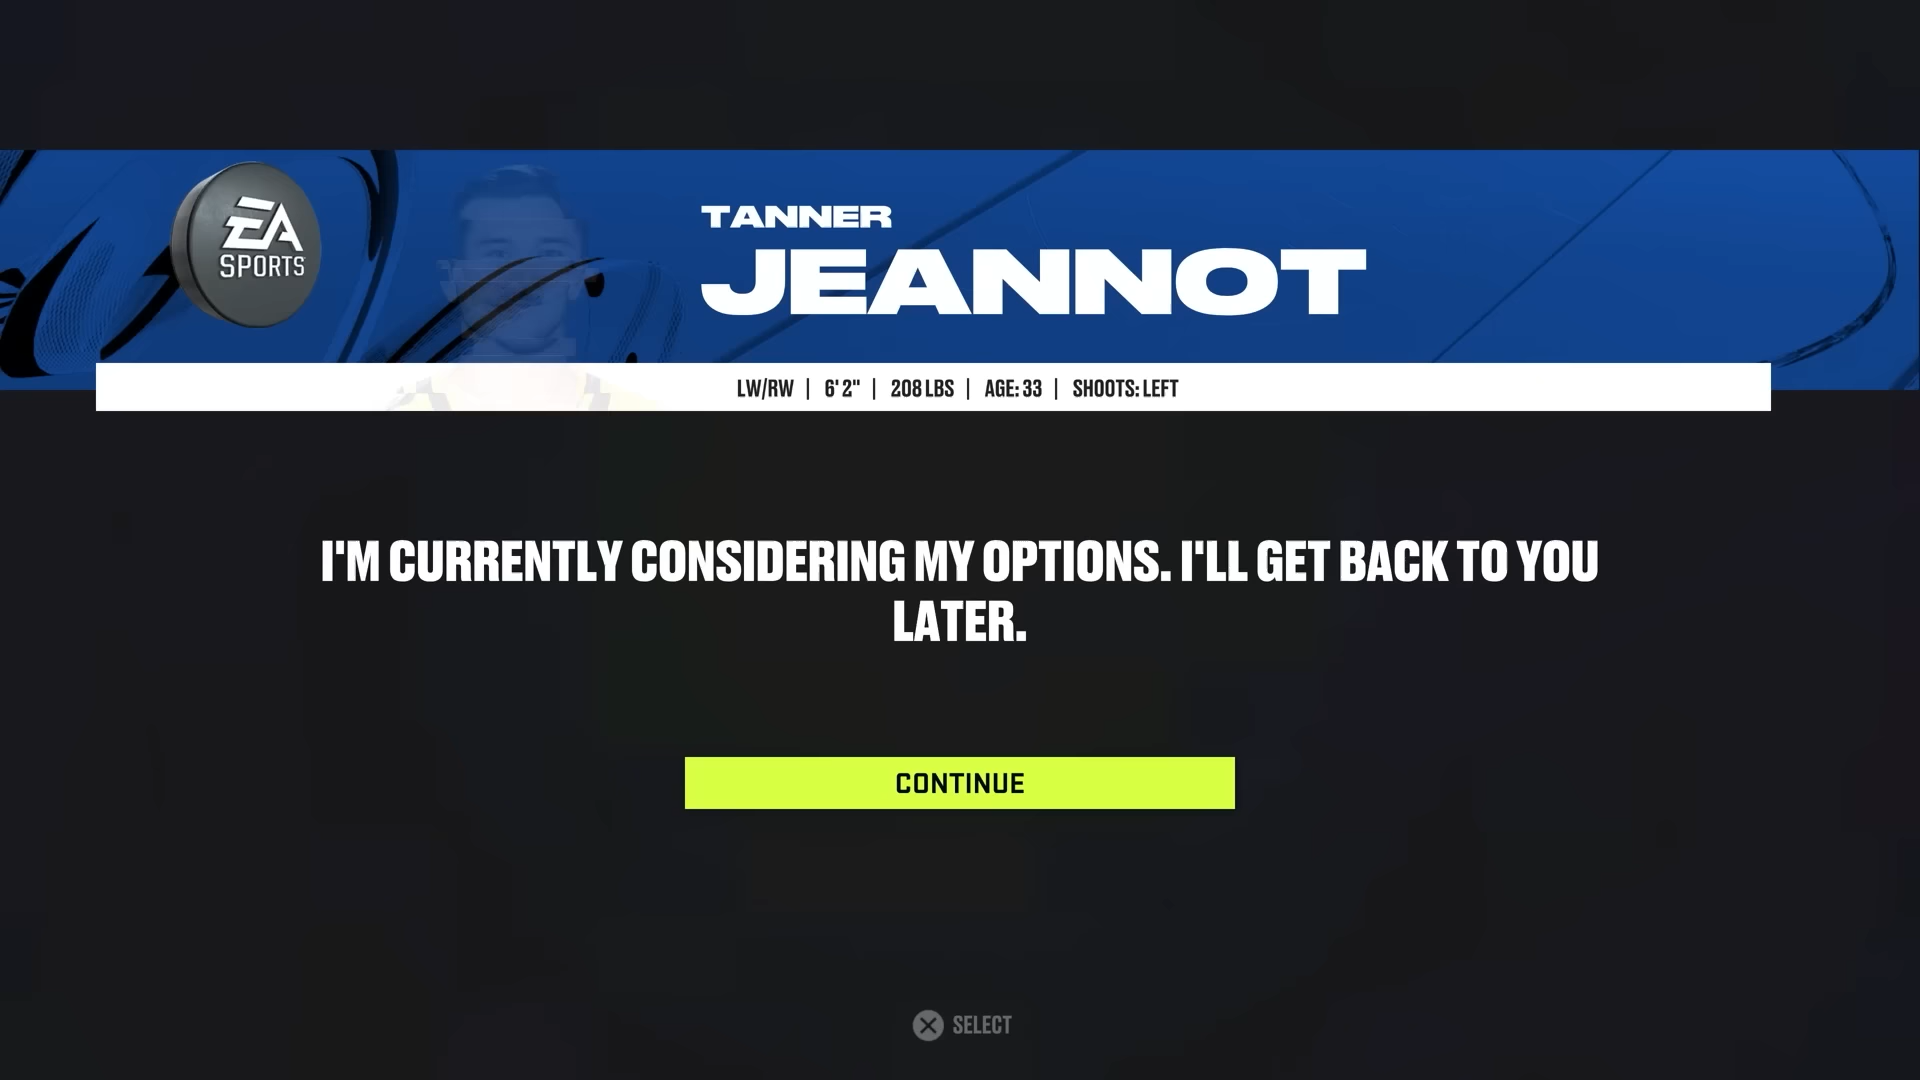 EA
SPORTS
TANNER
JEANNOT
LW/RW | 6' 2" | 208 LBS | AGE: 33 | SHOOTS: LEFT
I'M CURRENTLY CONSIDERING MY OPTIONS. I'LL GET BACK TO YOU
LATER.
CONTINUE
SELECT